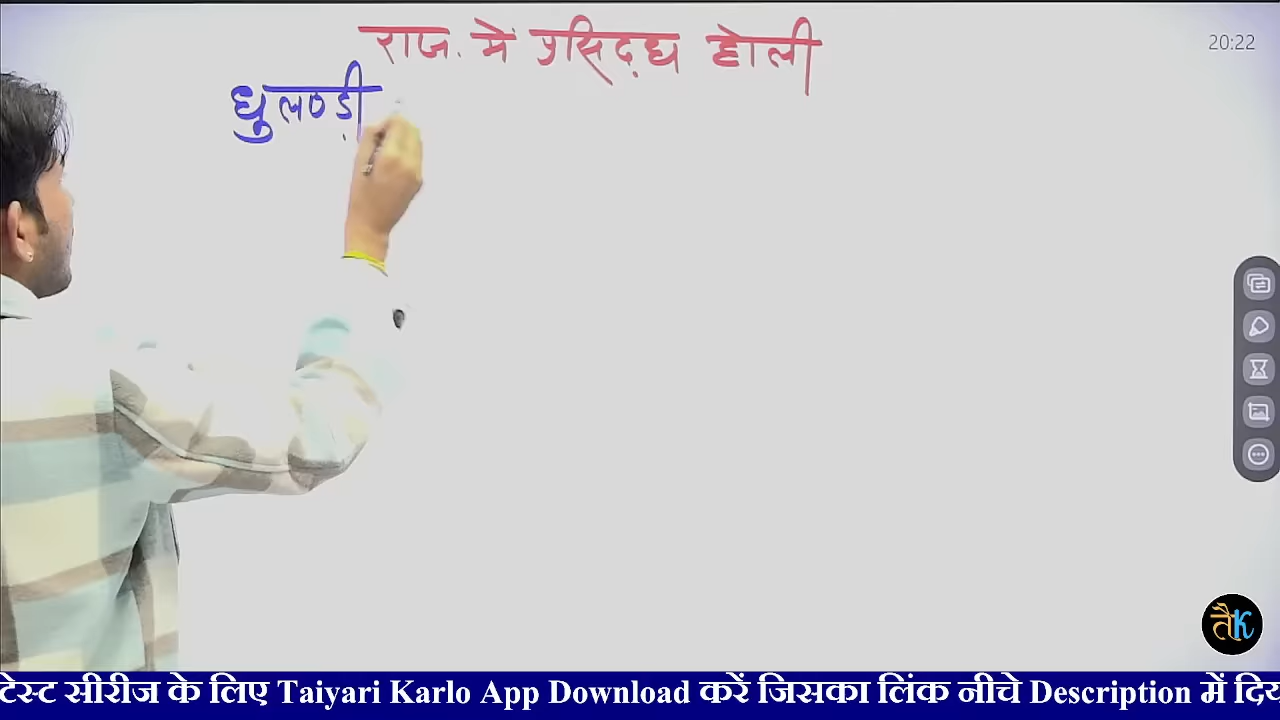 राज. में प्रसिद्ध होली
20:22
धुलण्ड़ी
तैK
टेस्ट सीरीज के लिए Taiyari Karlo App Download करें जिसका लिंक नीचे Description में दिय